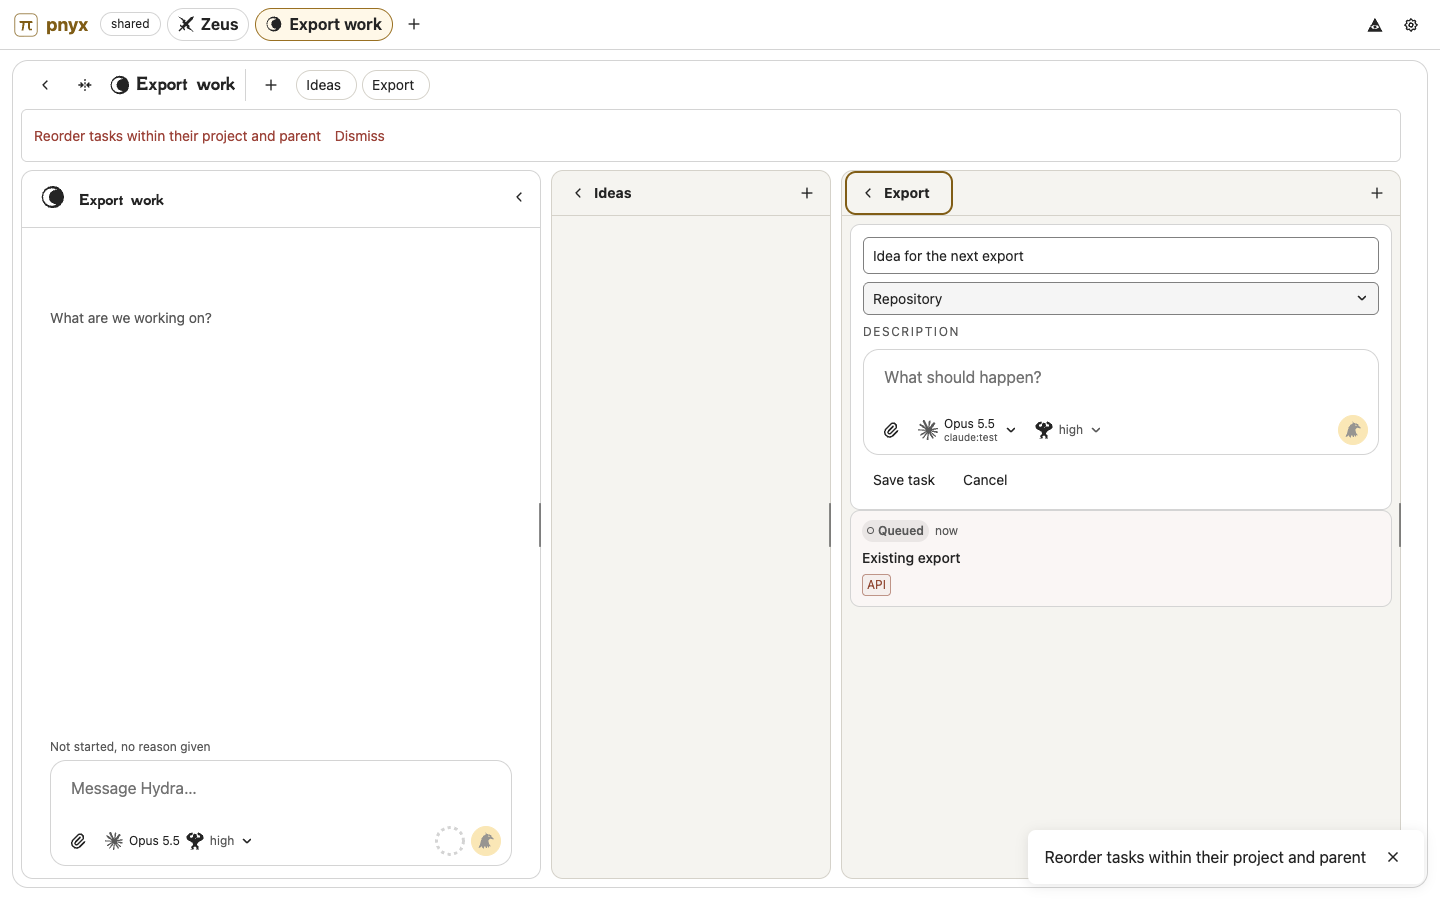 π pnyx
shared
Zeus
Export work
Export work
Ideas
Export
Reorder tasks within their project and parent
Dismiss
Export work
What are we working on?
Not started, no reason given
Message Hydra...
Opus 5.5
high
Ideas
Export
Idea for the next export
Repository
DESCRIPTION
What should happen?
Opus 5.5
claude:test
high
Save task
Cancel
Queued
now
Existing export
API
Reorder tasks within their project and parent